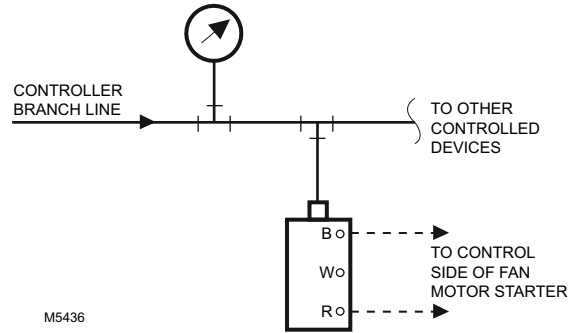 CONTROLLER
BRANCH LINE
TO OTHER
CONTROLLED
DEVICES
B
W
R
TO CONTROL
SIDE OF FAN
MOTOR STARTER
M5436